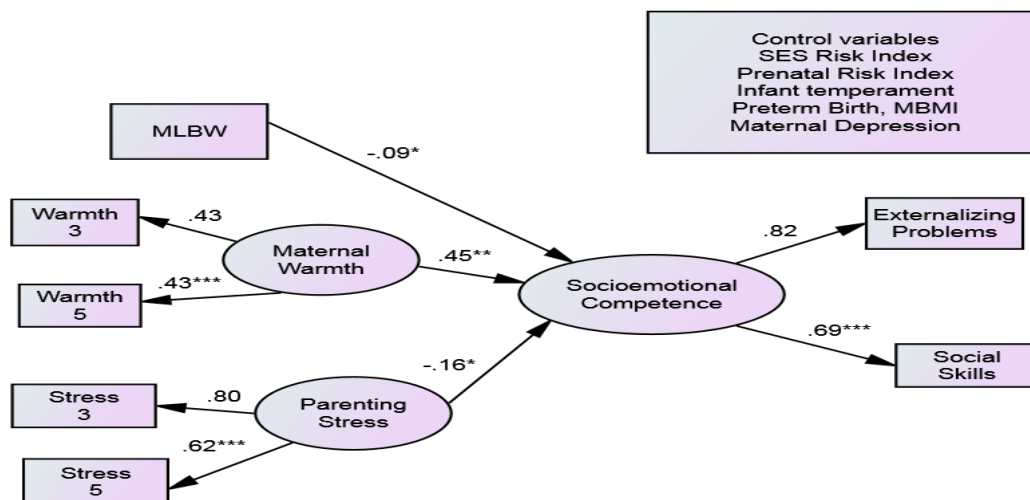 Control variables
SES Risk Index
Prenatal Risk Index
Infant temperament
Preterm Birth, MBMI
Maternal Depression
MLBW
-.09*
Warmth
3
.43
Maternal
Warmth
.45**
Warmth
5
.43***
Socioemotional
Competence
.82
Externalizing
Problems
.69***
Social
Skills
-.16*
Stress
3
.80
Parenting
Stress
.62***
Stress
5